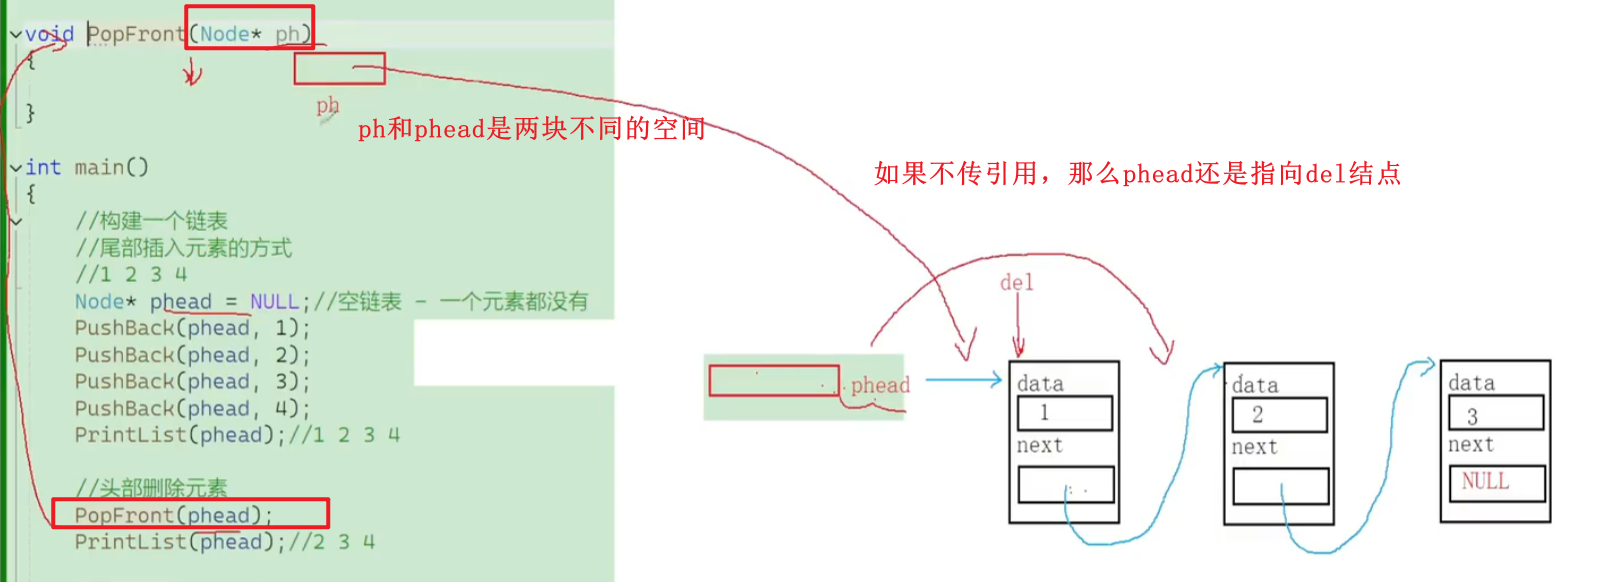 void PopFront(Node* ph)
{
ph
}
ph和phead是两块不同的空间
int main()
{
//构建一个链表
//尾部插入元素的方式
//1 2 3 4
Node* phead = NULL;//空链表 - 一个元素都没有
PushBack(phead, 1);
PushBack(phead, 2);
PushBack(phead, 3);
PushBack(phead, 4);
PrintList(phead);//1 2 3 4
//头部删除元素
PopFront(phead);
PrintList(phead);//2 3 4
如果不传引用，那么phead还是指向del结点
del
phead
data
1
next
data
2
next
data
3
next
NULL